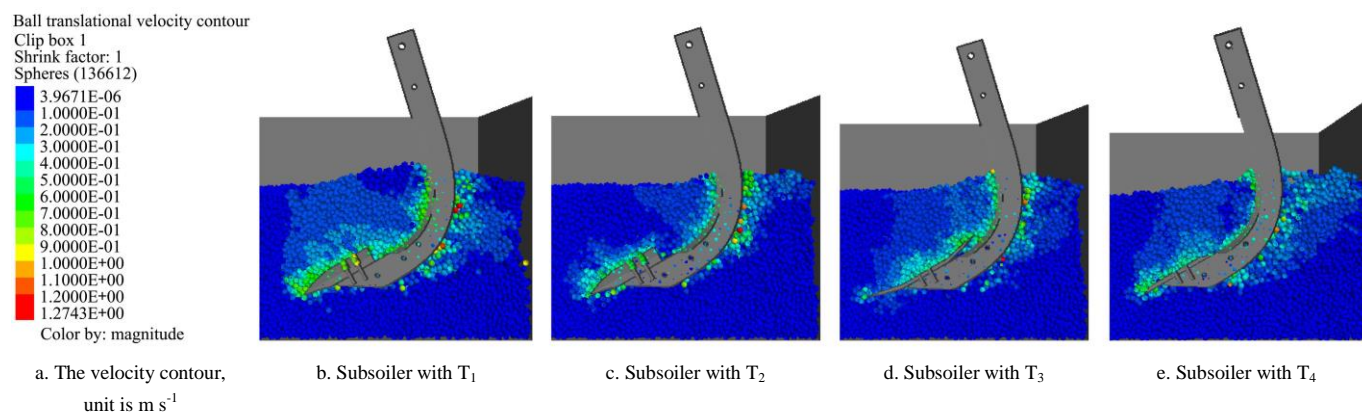 Ball translational velocity contour
Clip box 1
Shrink factor: 1
Spheres (136612)
3.9671E-06
1.0000E-01
2.0000E-01
3.0000E-01
4.0000E-01
5.0000E-01
6.0000E-01
7.0000E-01
8.0000E-01
9.0000E-01
1.0000E+00
1.1000E+00
1.2000E+00
1.2743E+00
Color by: magnitude
a. The velocity contour,
unit is m s⁻¹
b. Subsoiler with T₁
c. Subsoiler with T₂
d. Subsoiler with T₃
e. Subsoiler with T₄